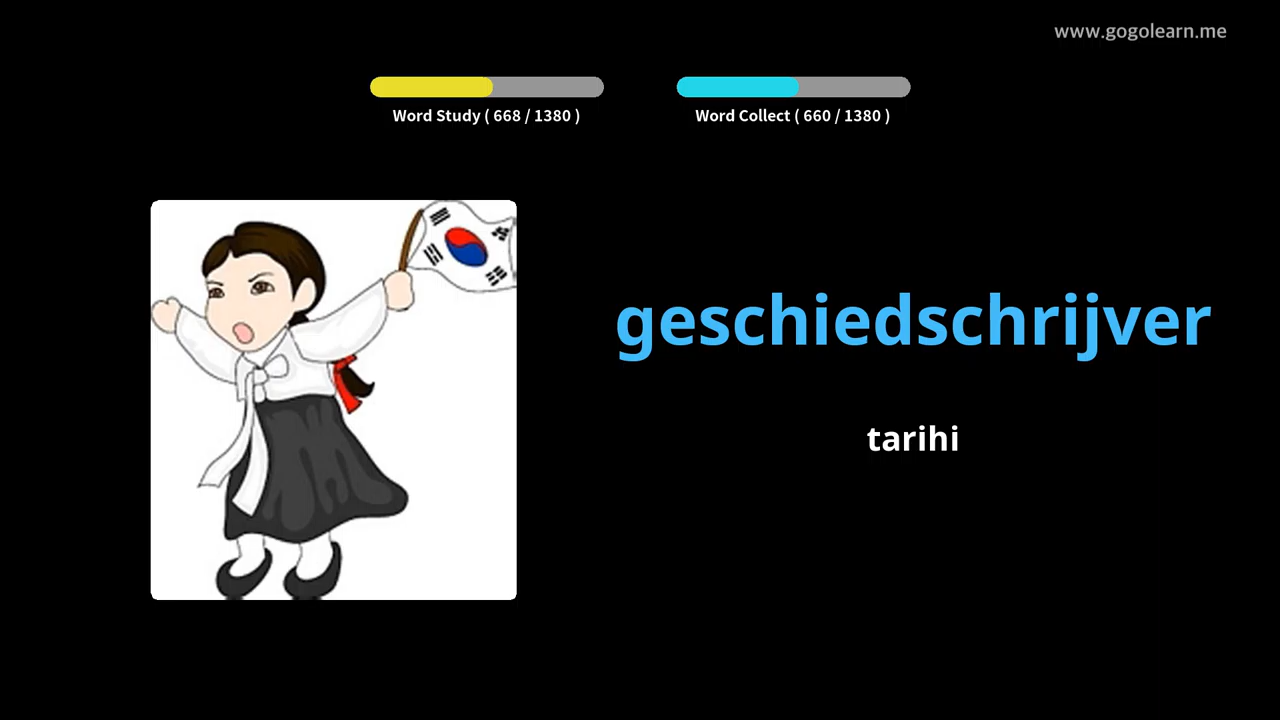 www.gogolearn.me
Word Study ( 668 / 1380 )
Word Collect ( 660 / 1380 )
geschiedschrijver
tarihi